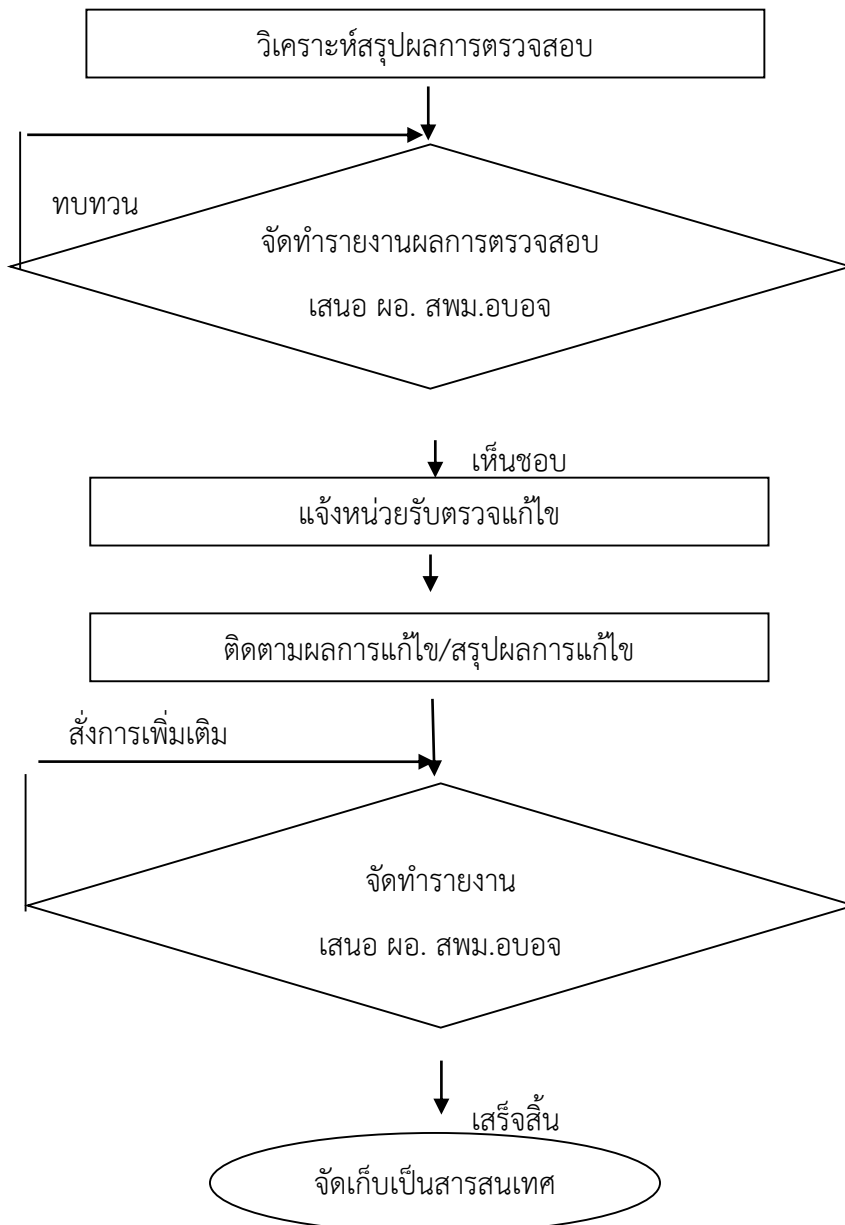 วิเคราะห์สรุปผลการตรวจสอบ
ทบทวน
จัดทำรายงานผลการตรวจสอบ
เสนอ ผอ. สพม.อบอจ
เห็นชอบ
แจ้งหน่วยรับตรวจแก้ไข
ติดตามผลการแก้ไข/สรุปผลการแก้ไข
สั่งการเพิ่มเติม
จัดทำรายงาน
เสนอ ผอ. สพม.อบอจ
เสร็จสิ้น
จัดเก็บเป็นสารสนเทศ